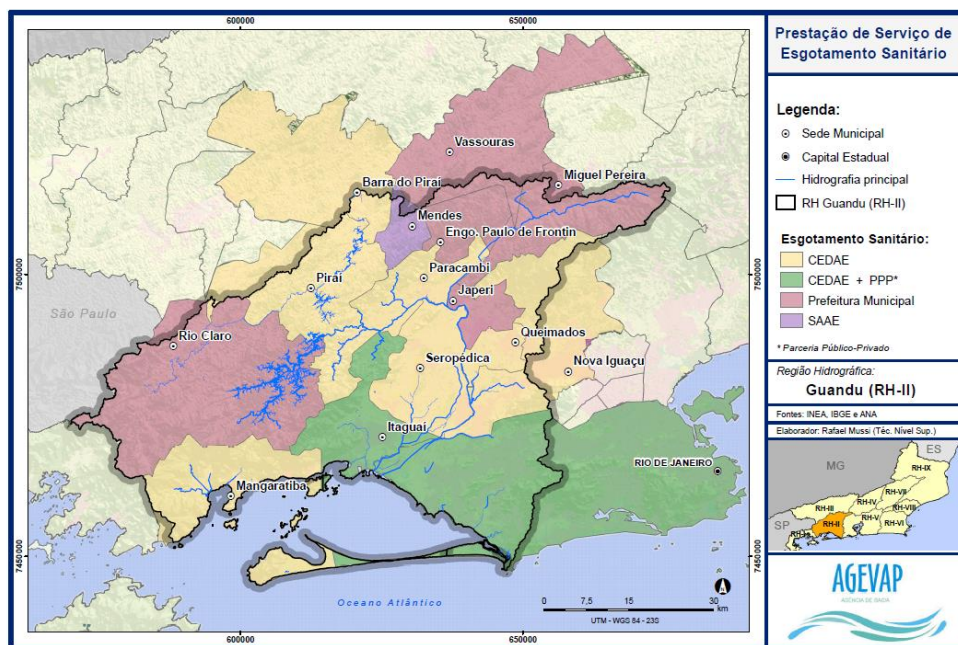 600000
650000
Prestação de Serviço de
Esgotamento Sanitário
Legenda:
Sede Municipal
Capital Estadual
Hidrografia principal
RH Guandu (RH-II)
Esgotamento Sanitário:
CEDAE
CEDAE + PPP*
Prefeitura Municipal
SAAE
* Parceria Público-Privado
Região Hidrográfica:
Guandu (RH-II)
Fontes: INEA, IBGE e ANA
Elaborador: Rafael Mussi (Téc. Nível Sup.)
MG
ES
SP
RH-IX
RH-VII
RH-IV
RH-III
RH-VIII
RH-V
RH-VI
RH-II
AGEVAP
AGÊNCIA DE BACIA
Vassouras
Miguel Pereira
Barra do Piraí
Mendes
Engo. Paulo de Frontin
Paracambi
Piraí
Japeri
São Paulo
Rio Claro
Queimados
Seropédica
Nova Iguaçu
Itaguaí
RIO DE JANEIRO
Mangaratiba
Oceano Atlântico
0 7,5 15 30
km
UTM - WGS 84 - 23S
7500000
7500000
7450000
7450000
600000
650000